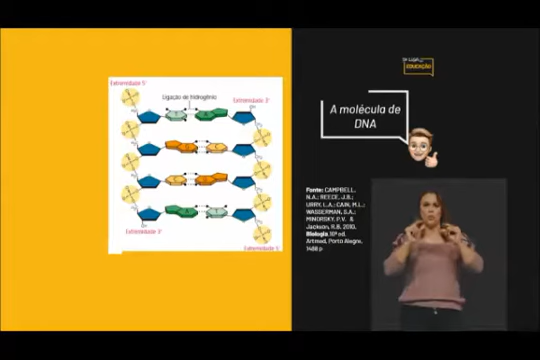 Extremidade 5'
Ligação de hidrogênio
Extremidade 3'
Extremidade 3'
Extremidade 5'
EDUCAÇÃO
A molécula de
DNA
Fonte: CAMPBELL,
N.A.; REECE, J.B.;
URRY, L.A.; CAIN, M.L.;
WASSERMAN, S.A.;
MINORSKY, P.V. &
Jackson, R.B. 2010.
Biologia.
ed.
Artmed, Porto Alegre,
1488 p